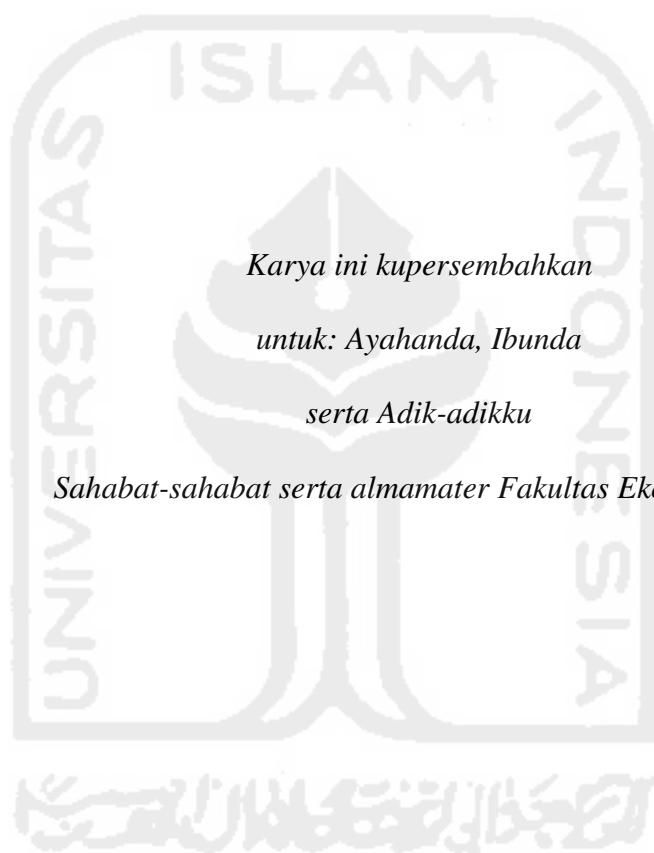 ISLAM
UNIVERSITAS
INDONESIA
Karya ini kupersembahkan
untuk: Ayahanda, Ibunda
serta Adik-adikku
Sahabat-sahabat serta almamater Fakultas